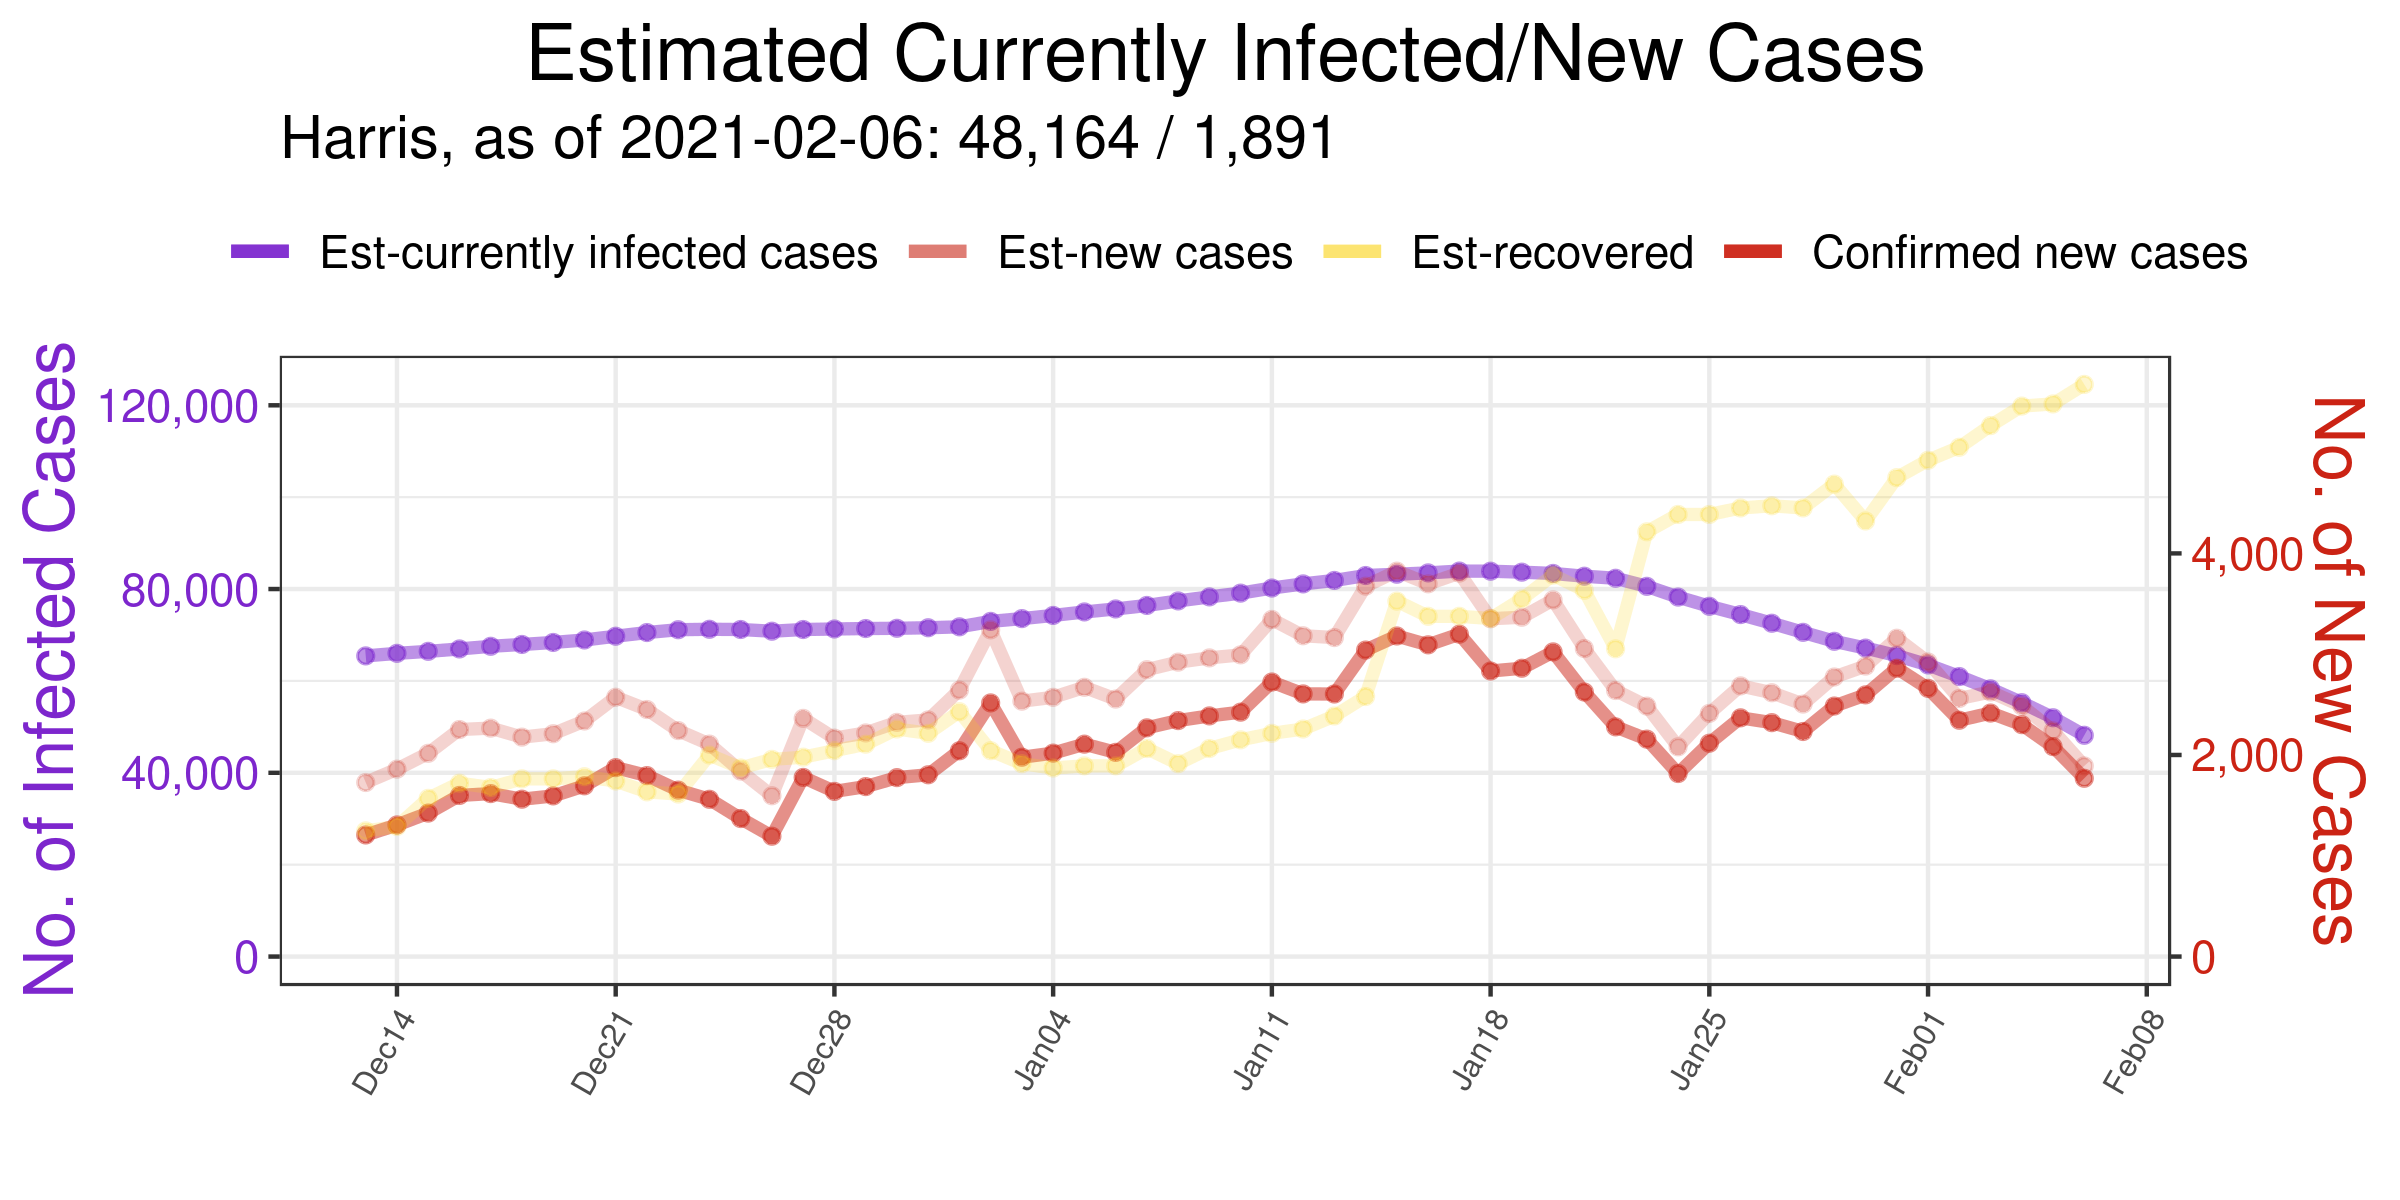 Estimated Currently Infected/New Cases
Harris, as of 2021-02-06: 48,164 / 1,891
Est-currently infected cases Est-new cases Est-recovered Confirmed new cases
No. of Infected Cases
120,000
80,000
40,000
0
4,000
2,000
0
No. of New Cases
Dec14 Dec21 Dec28 Jan04 Jan11 Jan18 Jan25 Feb01 Feb08